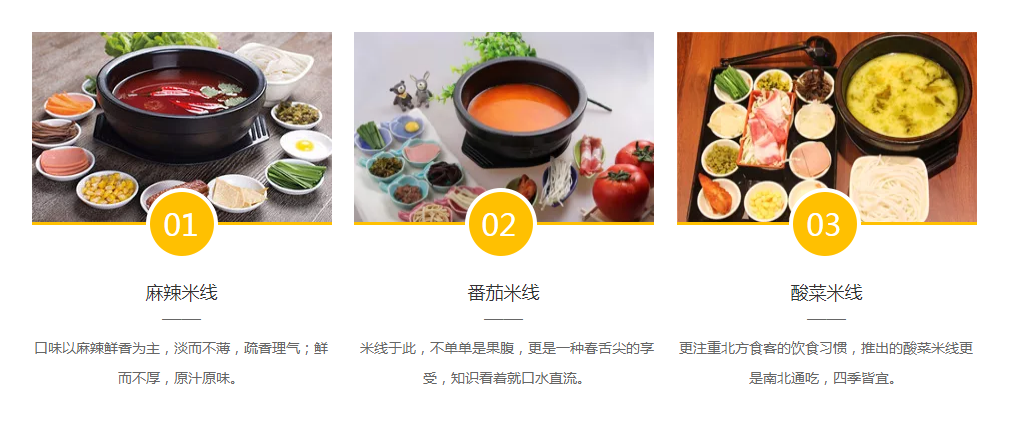 01
02
03
麻辣米线
番茄米线
酸菜米线
口味以麻辣鲜香为主，淡而不薄，疏香理气；鲜
而不厚，原汁原味。
米线于此，不单单是果腹，更是一种春舌尖的享
受，知识看着就口水直流。
更注重北方食客的饮食习惯，推出的酸菜米线更
是南北通吃，四季皆宜。